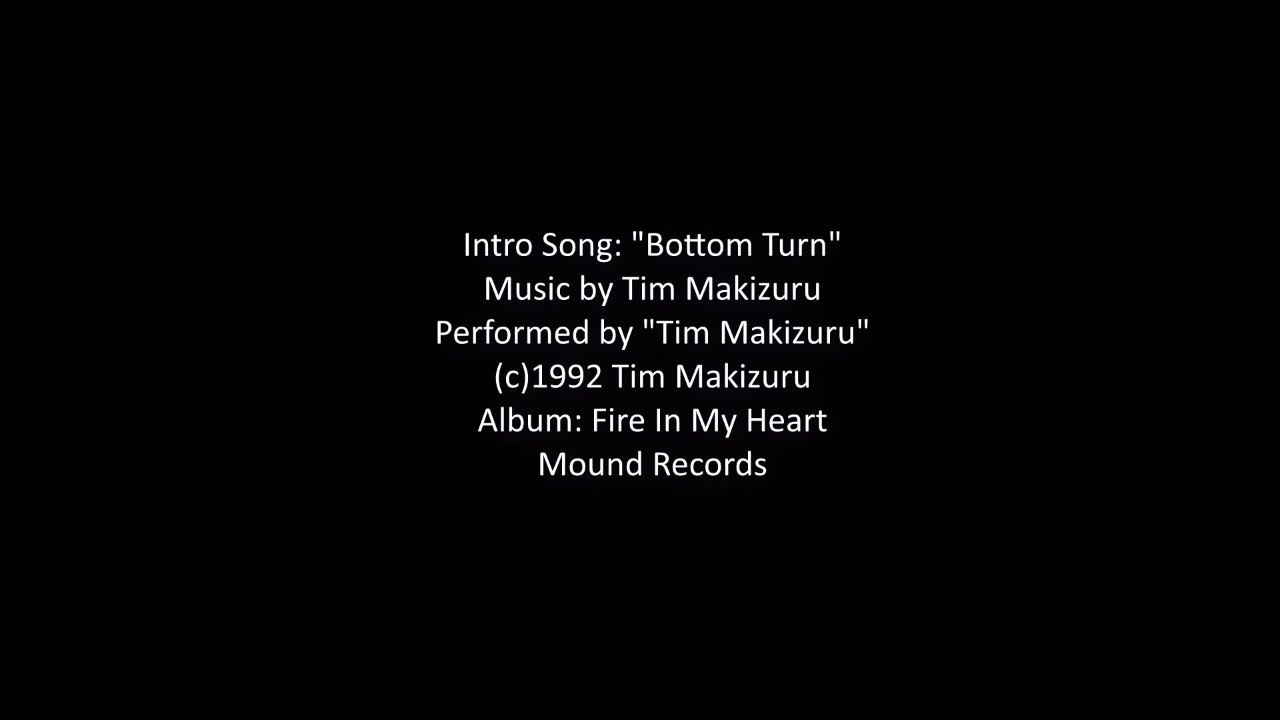 Intro Song: "Bottom Turn"
Music by Tim Makizuru
Performed by "Tim Makizuru"
(c)1992 Tim Makizuru
Album: Fire In My Heart
Mound Records